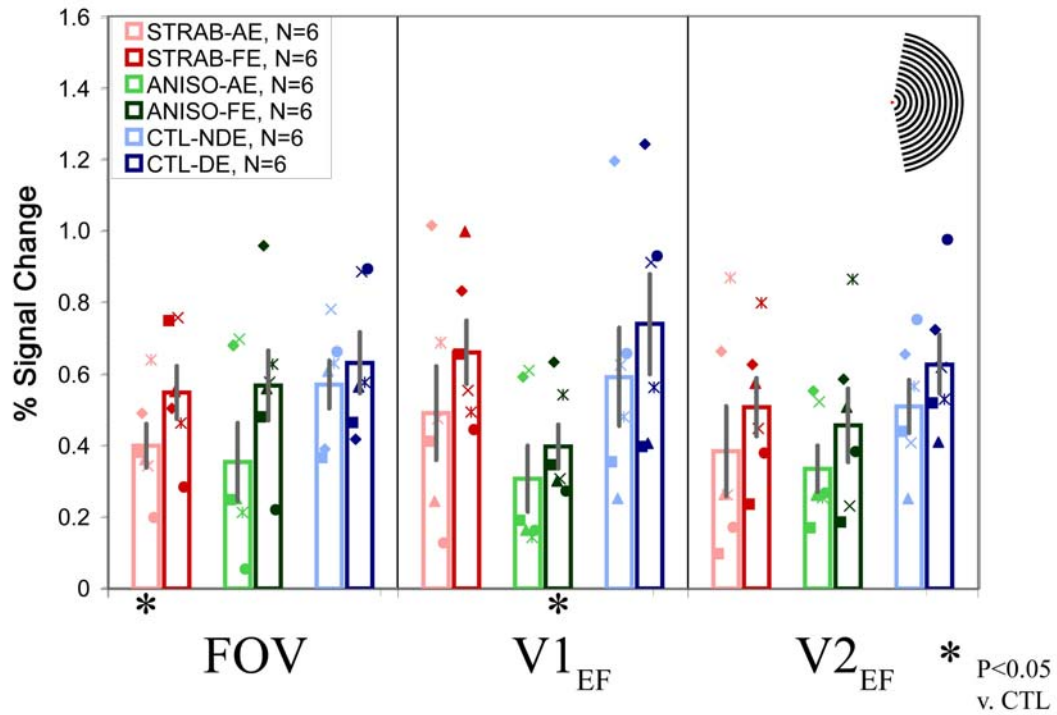 1.6
1.4
1.2
1.0
0.8
0.6
0.4
0.2
0
% Signal Change
STRAB-AE, N=6
STRAB-FE, N=6
ANISO-AE, N=6
ANISO-FE, N=6
CTL-NDE, N=6
CTL-DE, N=6
* *
FOV V1EF V2EF * P<0.05
v. CTL